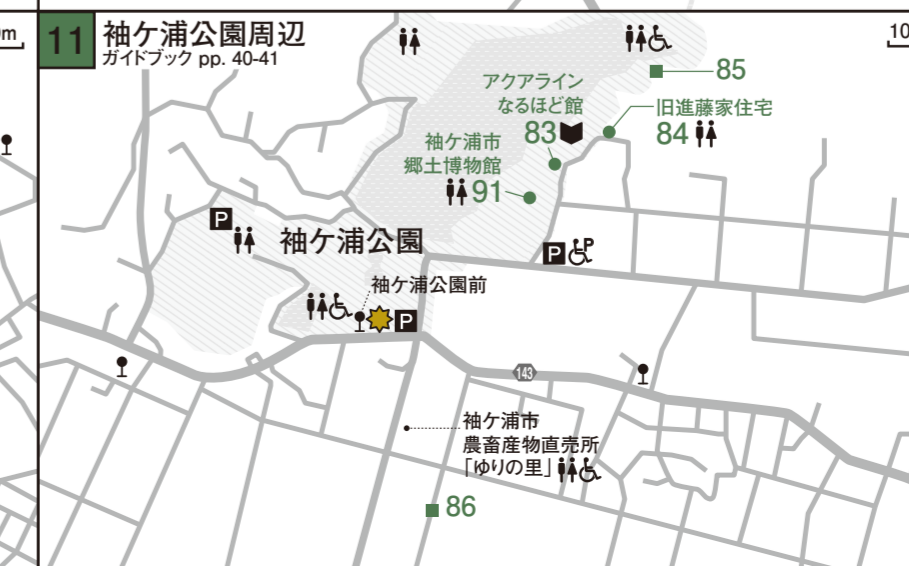 0m
11
袖ケ浦公園周辺
ガイドブック pp. 40-41
10
85
アクアライン
なるほど館
83
旧進藤家住宅
84
袖ケ浦市
郷土博物館
91
P
袖ケ浦公園
P
P
袖ケ浦公園前
P
143
袖ケ浦市
農畜産物直売所
「ゆりの里」
86